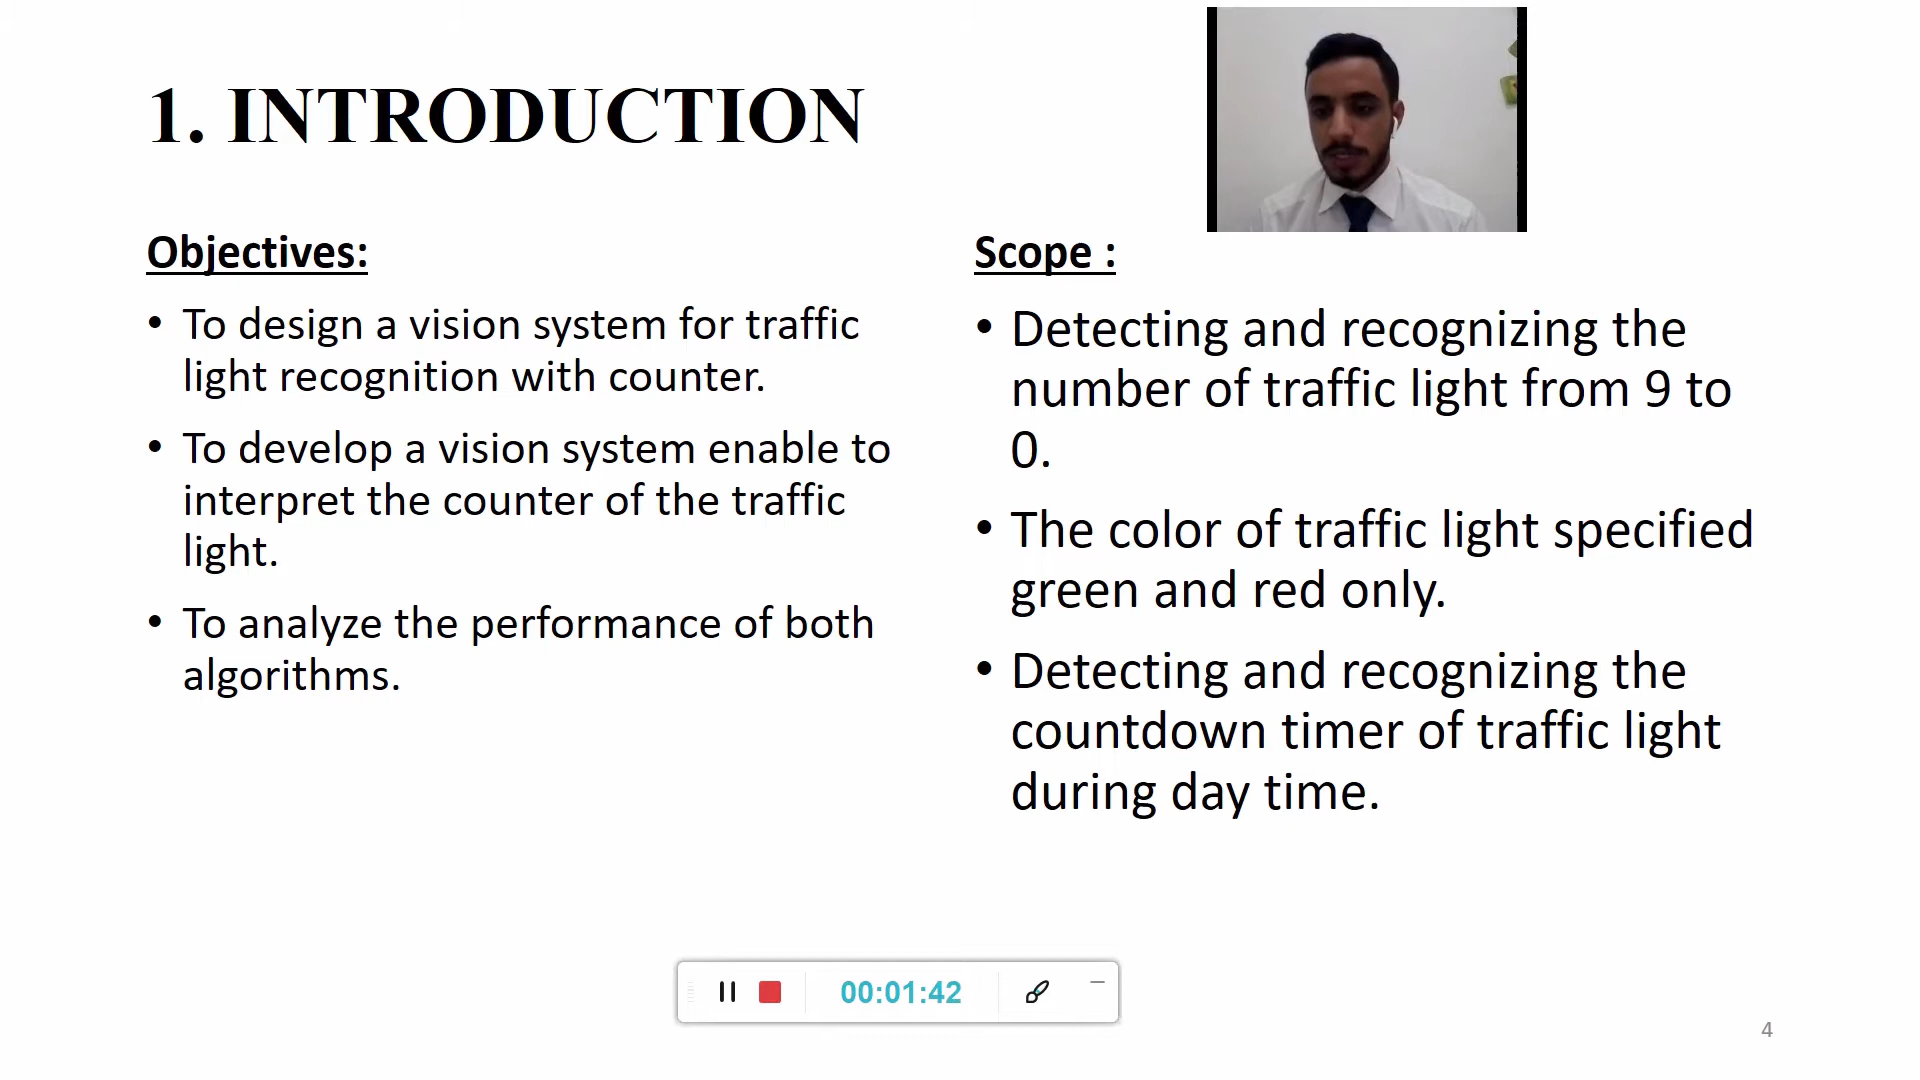 1. INTRODUCTION
Objectives:
• To design a vision system for traffic
light recognition with counter.
• To develop a vision system enable to
interpret the counter of the traffic
light.
• To analyze the performance of both
algorithms.
Scope :
• Detecting and recognizing the
number of traffic light from 9 to
0.
• The color of traffic light specified
green and red only.
• Detecting and recognizing the
countdown timer of traffic light
during day time.
00:01:42
4